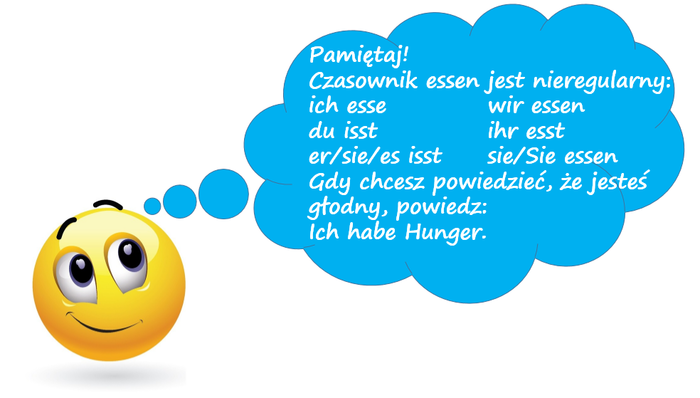 Pamiętaj!
Czasownik essen jest nieregularny:
ich esse wir essen
du isst ihr esst
er/sie/es isst sie/Sie essen
Gdy chcesz powiedzieć, że jesteś
głodny, powiedz:
Ich habe Hunger.